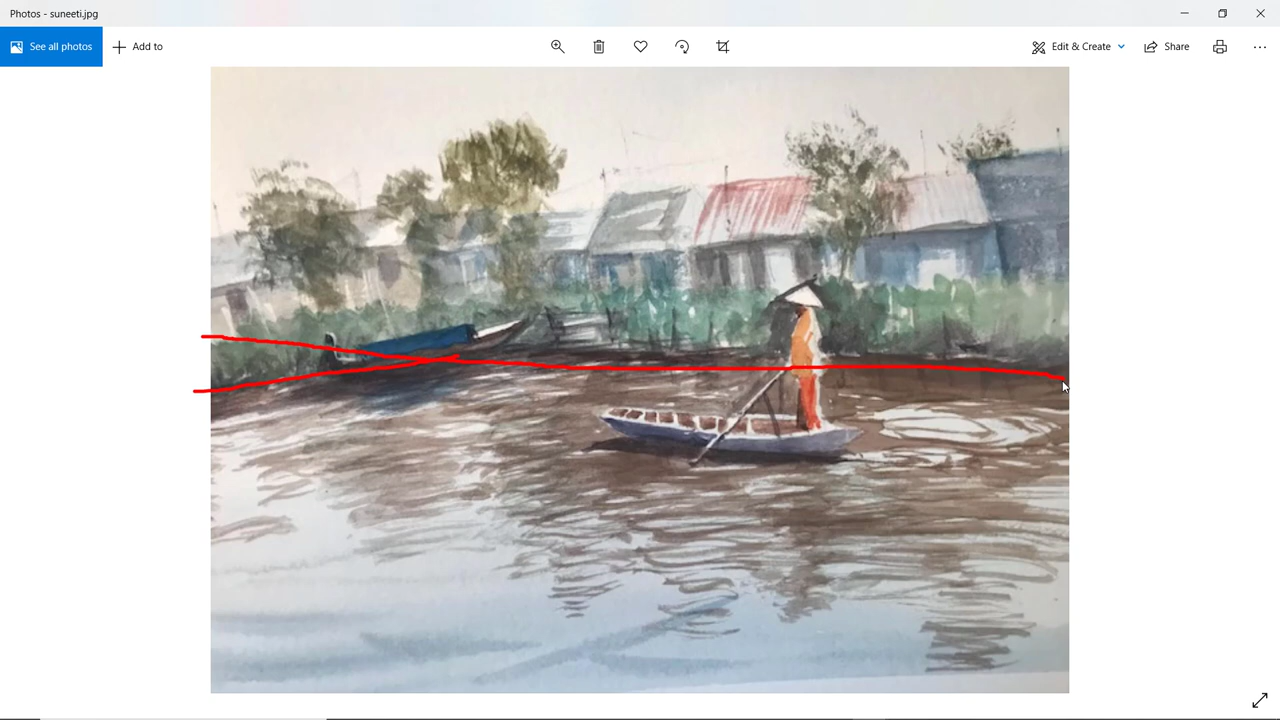 Photos - suneeti.jpg
See all photos
Add to
Edit & Create
Share